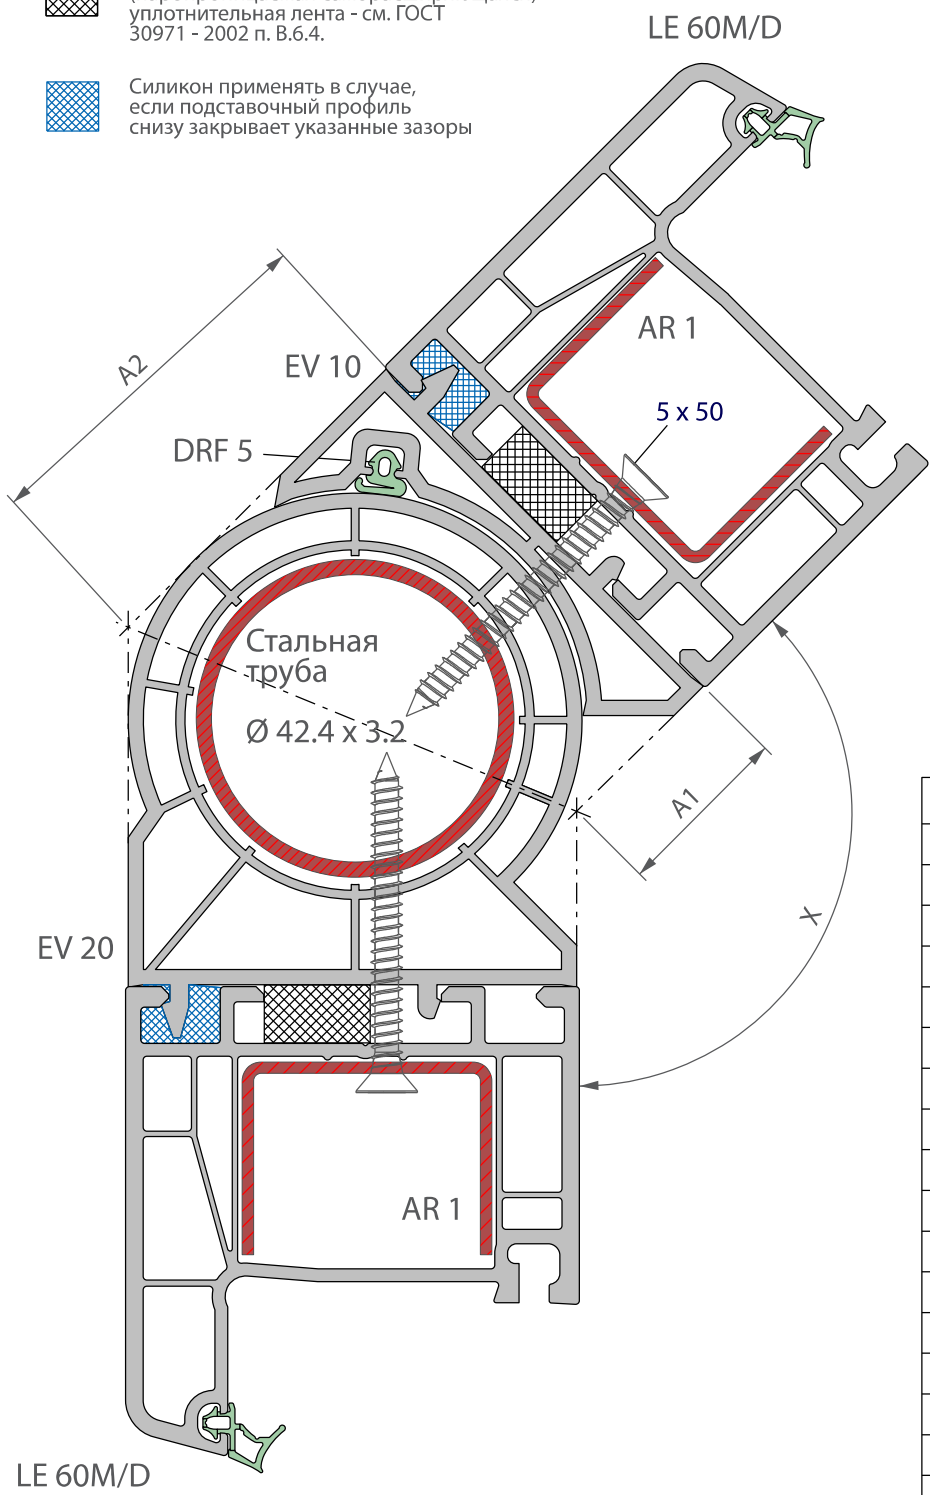 уплотнительная лента - см. ГОСТ
30971 - 2002 п. В.6.4.
Силикон применять в случае,
если подставочный профиль
снизу закрывает указанные зазоры
LE 60M/D
A2
EV 10
AR 1
5 x 50
DRF 5
Стальная
труба
Ø 42.4 x 3.2
A1
X
EV 20
AR 1
LE 60M/D